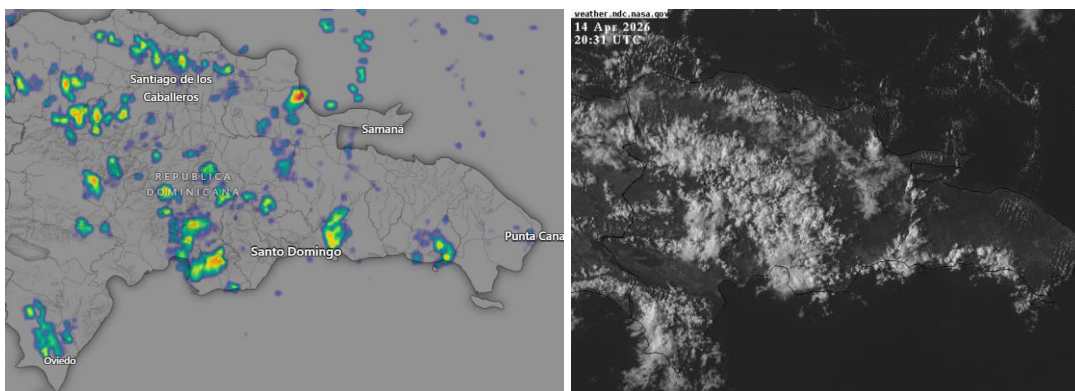 Santiago de los
Caballeros
Samaná
REPÚBLICA
DOMINICANA
Santo Domingo
Punta Cana
Oviedo
weather.ndc.nasa.gov
14 Apr 2026
20:31 UTC